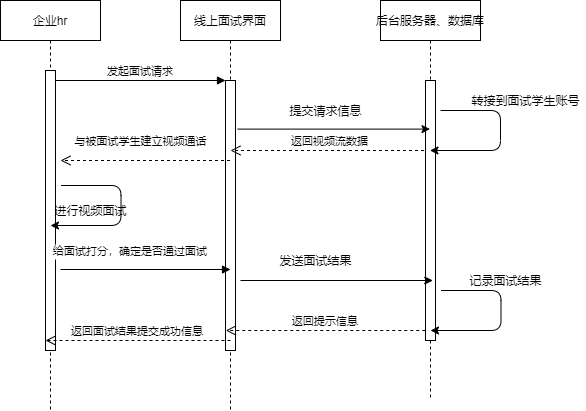 企业hr
线上面试界面
后台服务器、数据库
发起面试请求
转接到面试学生账号
提交请求信息
与被面试学生建立视频通话
返回视频流数据
进行视频面试
给面试打分，确定是否通过面试
发送面试结果
记录面试结果
返回提示信息
返回面试结果提交成功信息